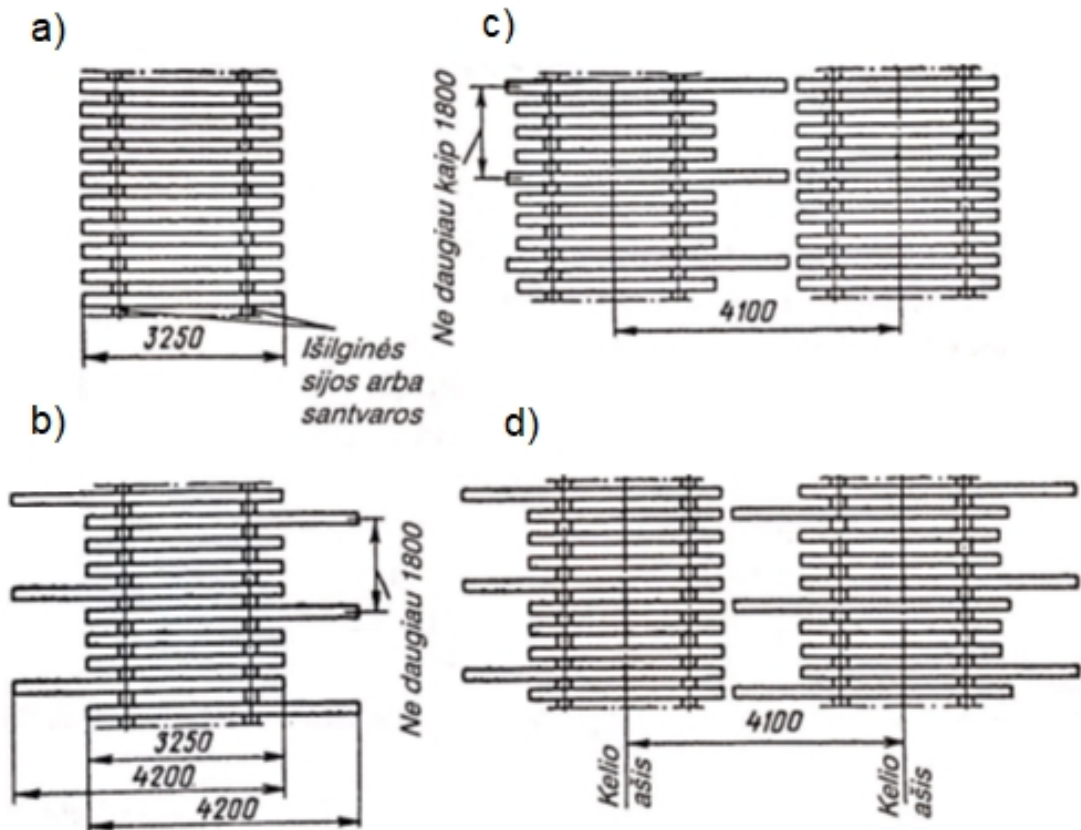 a)
3250
Išilginės
sijos arba
santvaros
c)
Ne daugiau kaip 1800
4100
b)
Ne daugiau 1800
3250
4200
4200
d)
4100
Kelio
ašis
Kelio
ašis